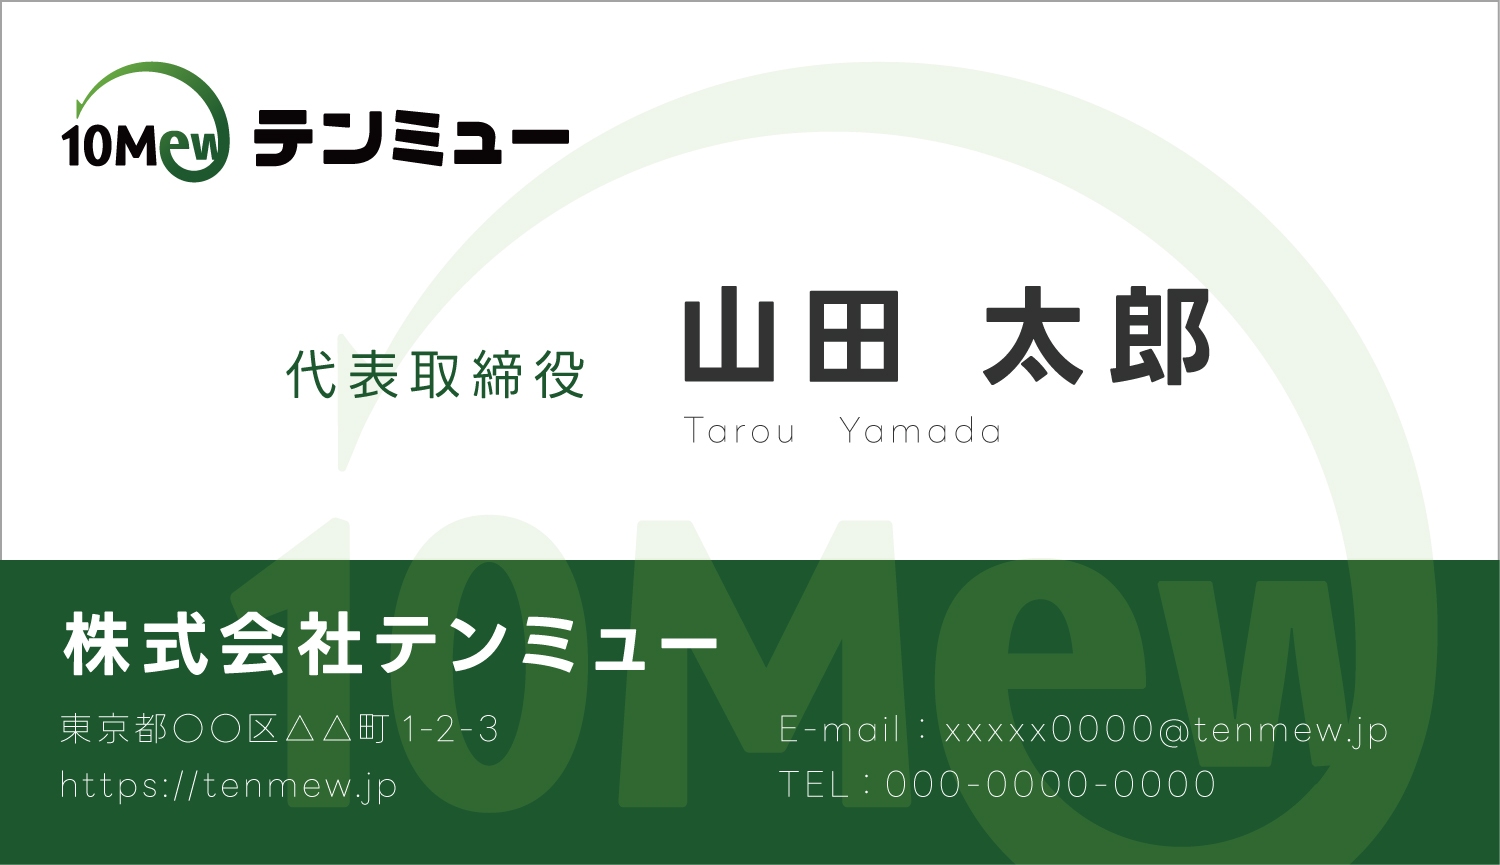 10Mew テンミュー
代表取締役 山田 太郎
Tarou Yamada
10Mew
株式会社テンミュー
東京都〇〇区△△町1-2-3
https://tenmew.jp
E-mail：xxxxx0000@tenmew.jp
TEL：000-0000-0000